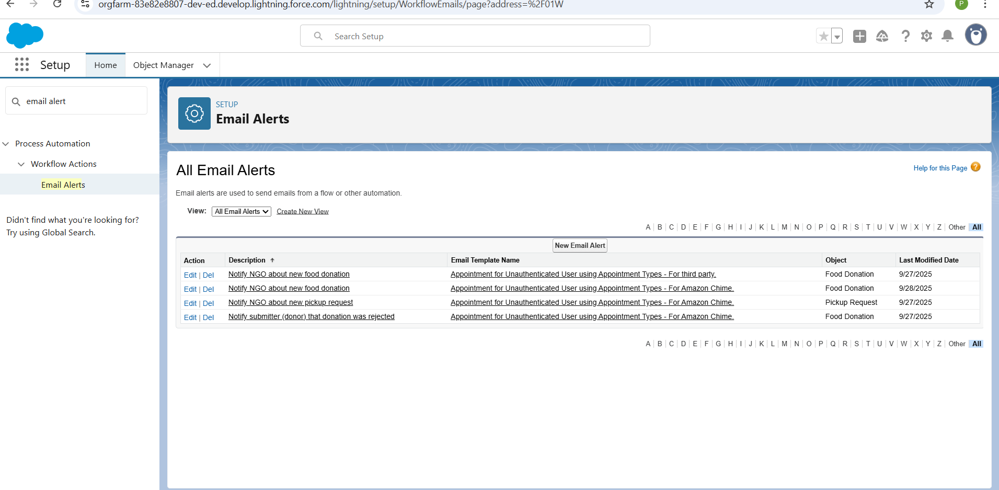 orgfarm-83e82e8807-dev-ed.develop.lightning.force.com/lightning/setup/WorkflowEmails/page?address=%2F01W
P
Search Setup
Setup Home Object Manager
email alert
Process Automation
Workflow Actions
Email Alerts
Didn't find what you're looking for?
Try using Global Search.
SETUP
Email Alerts
All Email Alerts
Help for this Page ?
Email alerts are used to send emails from a flow or other automation.
View: All Email Alerts Create New View
A | B | C | D | E | F | G | H | I | J | K | L | M | N | O | P | Q | R | S | T | U | V | W | X | Y | Z | Other | All
New Email Alert
Action Description ↑ Email Template Name Object Last Modified Date
Edit | Del Notify NGO about new food donation Appointment for Unauthenticated User using Appointment Types - For third party. Food Donation 9/27/2025
Edit | Del Notify NGO about new food donation Appointment for Unauthenticated User using Appointment Types - For Amazon Chime. Food Donation 9/28/2025
Edit | Del Notify NGO about new pickup request Appointment for Unauthenticated User using Appointment Types - For Amazon Chime. Pickup Request 9/27/2025
Edit | Del Notify submitter (donor) that donation was rejected Appointment for Unauthenticated User using Appointment Types - For Amazon Chime. Food Donation 9/27/2025
A | B | C | D | E | F | G | H | I | J | K | L | M | N | O | P | Q | R | S | T | U | V | W | X | Y | Z | Other | All